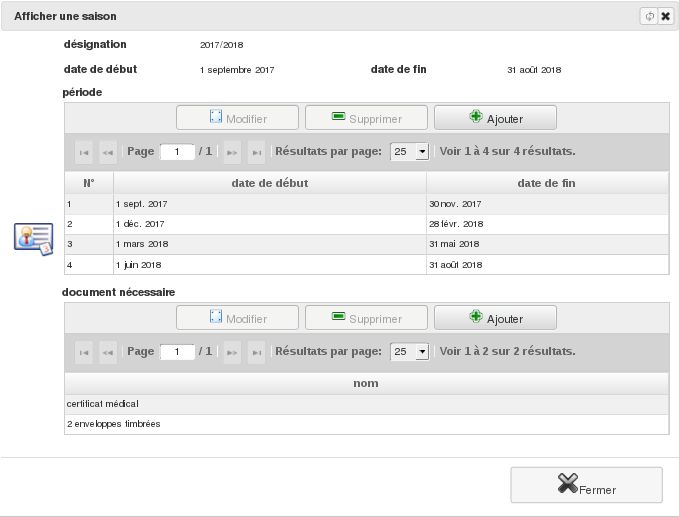 Afficher une saison
désignation 2017/2018
date de début 1 septembre 2017 date de fin 31 août 2018
période
Modifier Supprimer Ajouter
Page 1 / 1 Résultats par page: 25 Voir 1 à 4 sur 4 résultats.
N° date de début date de fin
1 1 sept. 2017 30 nov. 2017
2 1 déc. 2017 28 févr. 2018
3 1 mars 2018 31 mai 2018
4 1 juin 2018 31 août 2018
document nécessaire
Modifier Supprimer Ajouter
Page 1 / 1 Résultats par page: 25 Voir 1 à 2 sur 2 résultats.
nom
certificat médical
2 enveloppes timbrées
Fermer